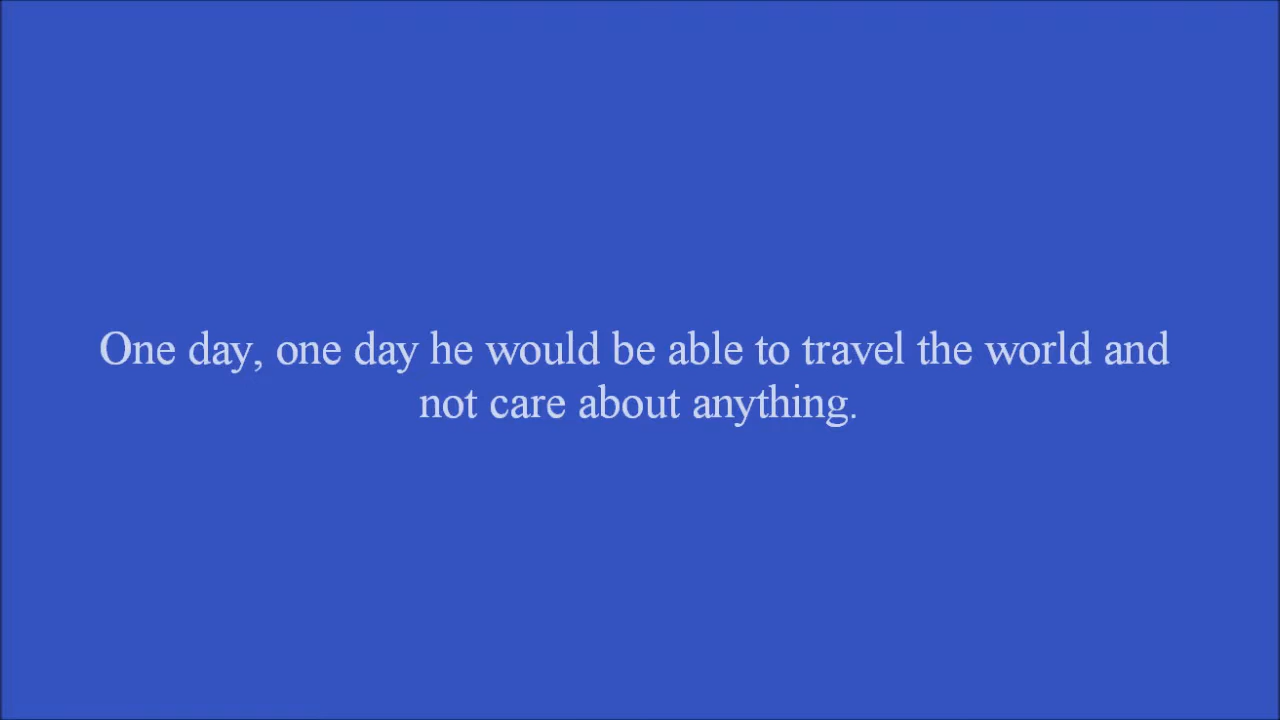 One day, one day he would be able to travel the world and
not care about anything.